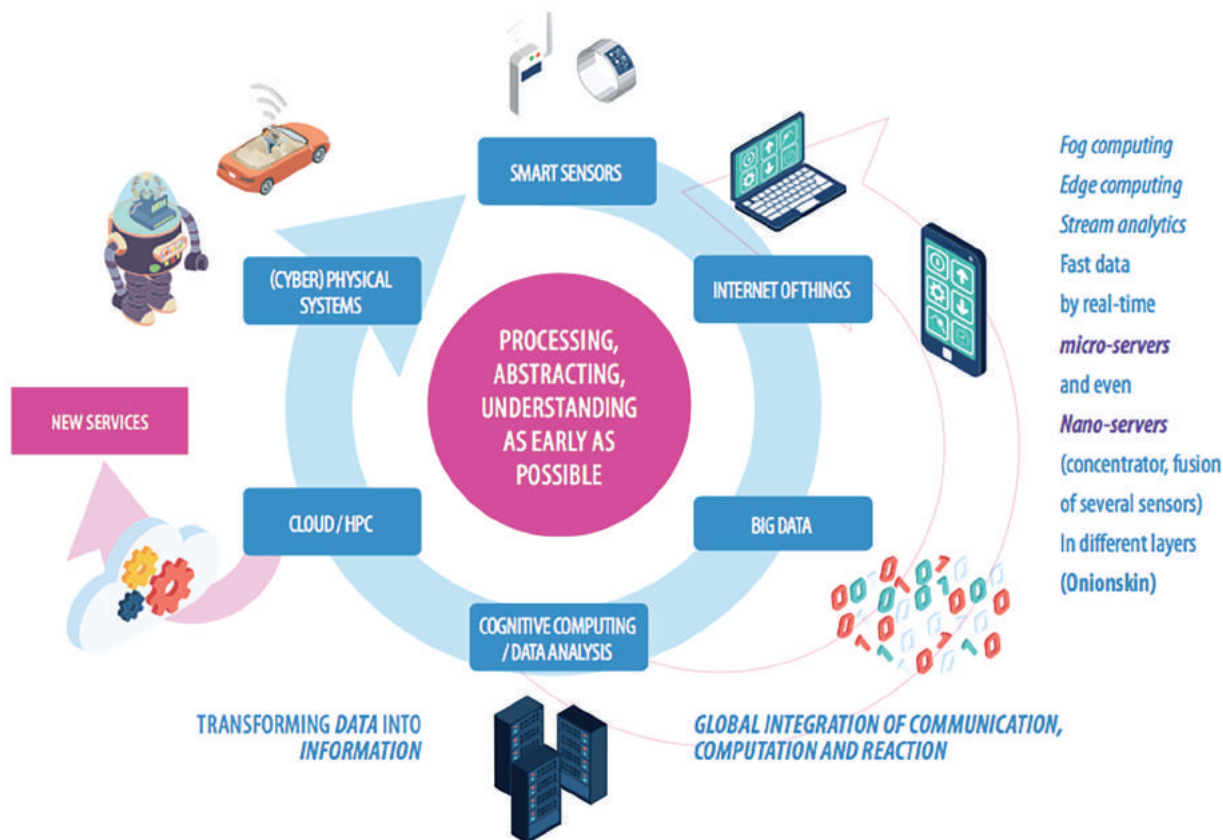 SMART SENSORS
(CYBER) PHYSICAL
SYSTEMS
INTERNET OF THINGS
PROCESSING,
ABSTRACTING,
UNDERSTANDING
AS EARLY AS
POSSIBLE
NEW SERVICES
CLOUD / HPC
BIG DATA
COGNITIVE COMPUTING
/ DATA ANALYSIS
TRANSFORMING DATA INTO
INFORMATION
GLOBAL INTEGRATION OF COMMUNICATION,
COMPUTATION AND REACTION
Fog computing
Edge computing
Stream analytics
Fast data
by real-time
micro-servers
and even
Nano-servers
(concentrator, fusion
of several sensors)
In different layers
(Onionskin)